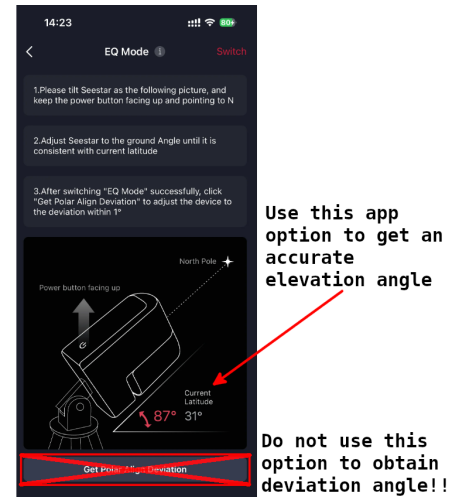 14:23
80+
EQ Mode
Switch
1.Please tilt Seestar as the following picture, and
keep the power button facing up and pointing to N
2.Adjust Seestar to the ground Angle until it is
consistent with current latitude
3.After switching "EQ Mode" successfully, click
"Get Polar Align Deviation" to adjust the device to
the deviation within 1°
North Pole
Power button facing up
Current
Latitude
87° 31°
Get Polar Align Deviation
Use this app
option to get an
accurate
elevation angle
Do not use this
option to obtain
deviation angle!!